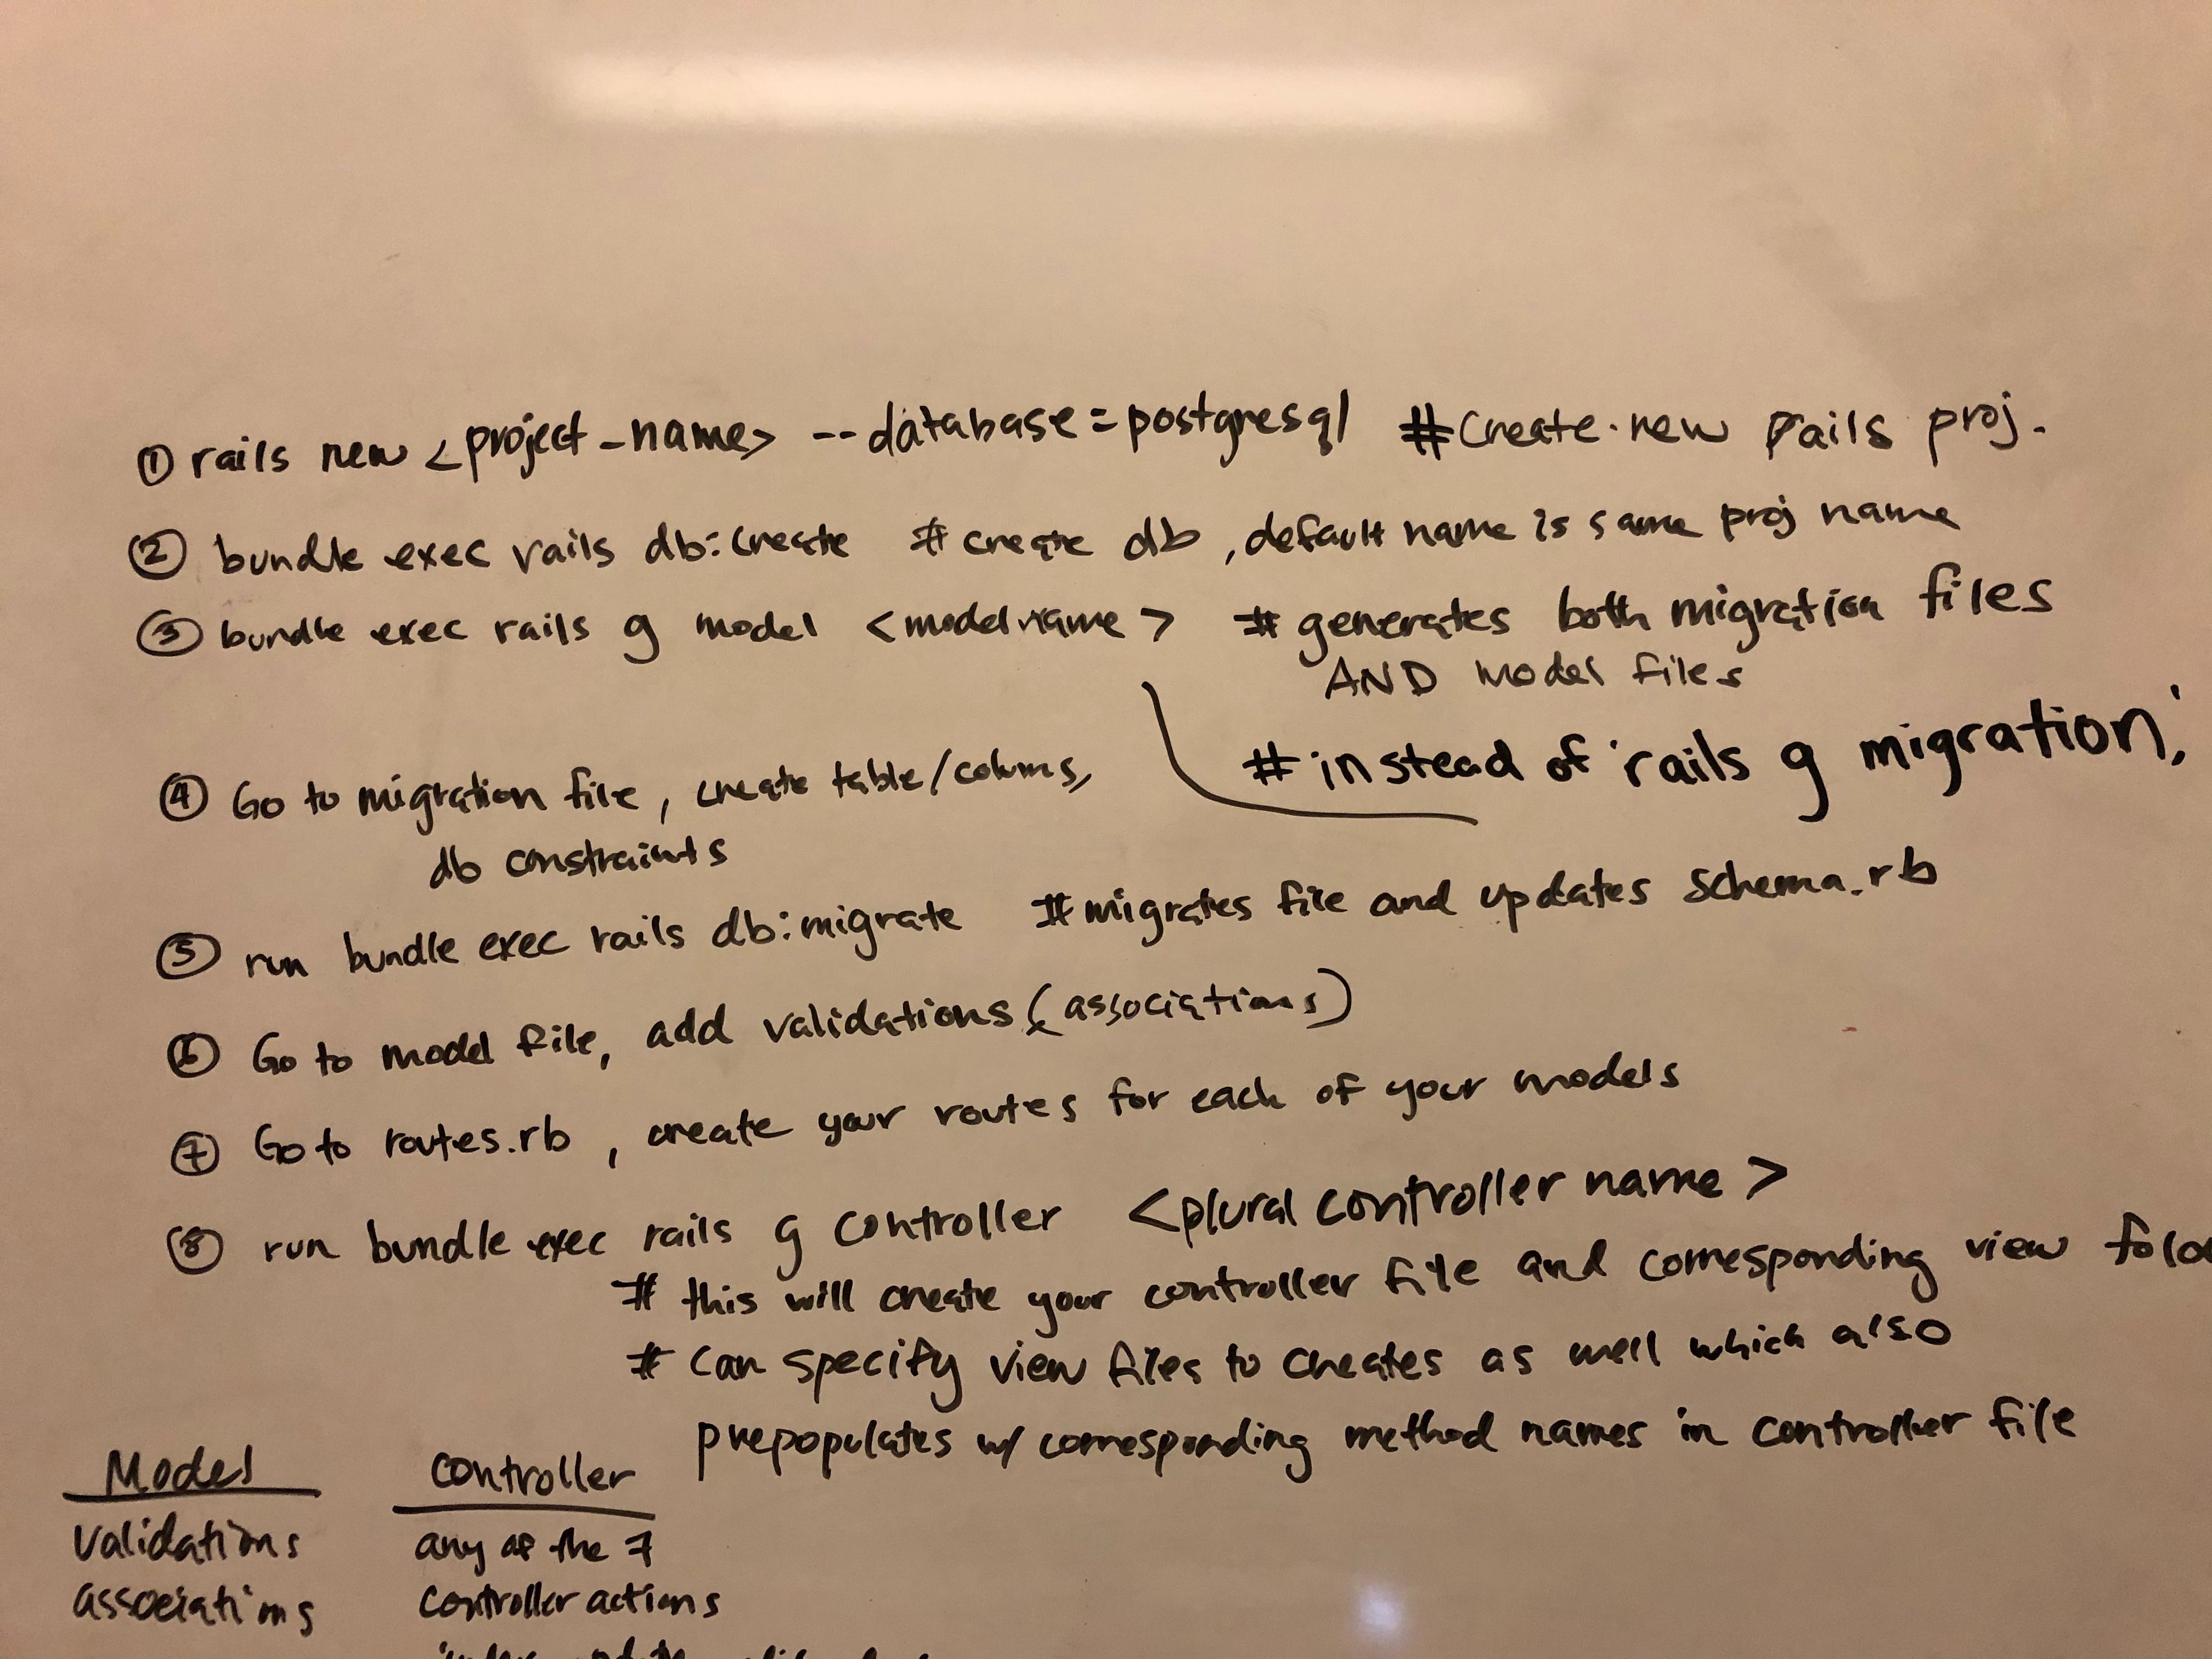 ① rails new <project_name> --database=postgresql #create new rails proj.
② bundle exec rails db:create # create db, default name is same proj name
③ bundle exec rails g model <modelname> # generates both migration files
AND model files
# instead of 'rails g migration'
④ Go to migration file, create table/colums,
db constraints
⑤ run bundle exec rails db:migrate #migrates file and updates schema.rb
⑥ Go to model file, add validations (associations)
⑦ Go to routes.rb, create your routes for each of your models
⑧ run bundle exec rails g controller <plural controller name>
# this will create your controller file and corresponding view
# can specify view files to creates as well which also
prepopulates w/ corresponding method names in controller file
Model
validations
associations
controller
any of the 7
controller actions